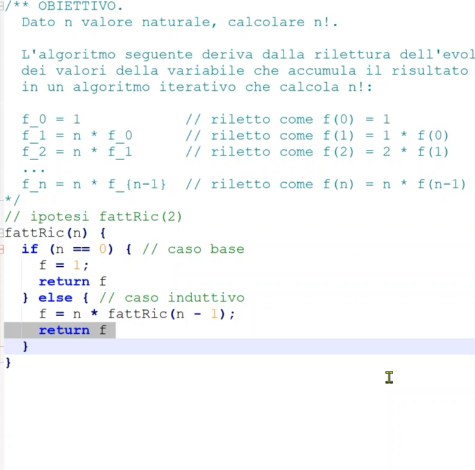 /** OBIETTIVO.
Dato n valore naturale, calcolare n!.
L'algoritmo seguente deriva dalla rilettura dell'evol
dei valori della variabile che accumula il risultato
in un algoritmo iterativo che calcola n!:
f_0 = 1 // riletto come f(0) = 1
f_1 = n * f_0 // riletto come f(1) = 1 * f(0)
f_2 = n * f_1 // riletto come f(2) = 2 * f(1)
...
f_n = n * f_{n-1} // riletto come f(n) = n * f(n-1)
*/
// ipotesi fattRic(2)
fattRic(n) {
if (n == 0) { // caso base
f = 1;
return f
} else { // caso induttivo
f = n * fattRic(n - 1);
return f
}
}